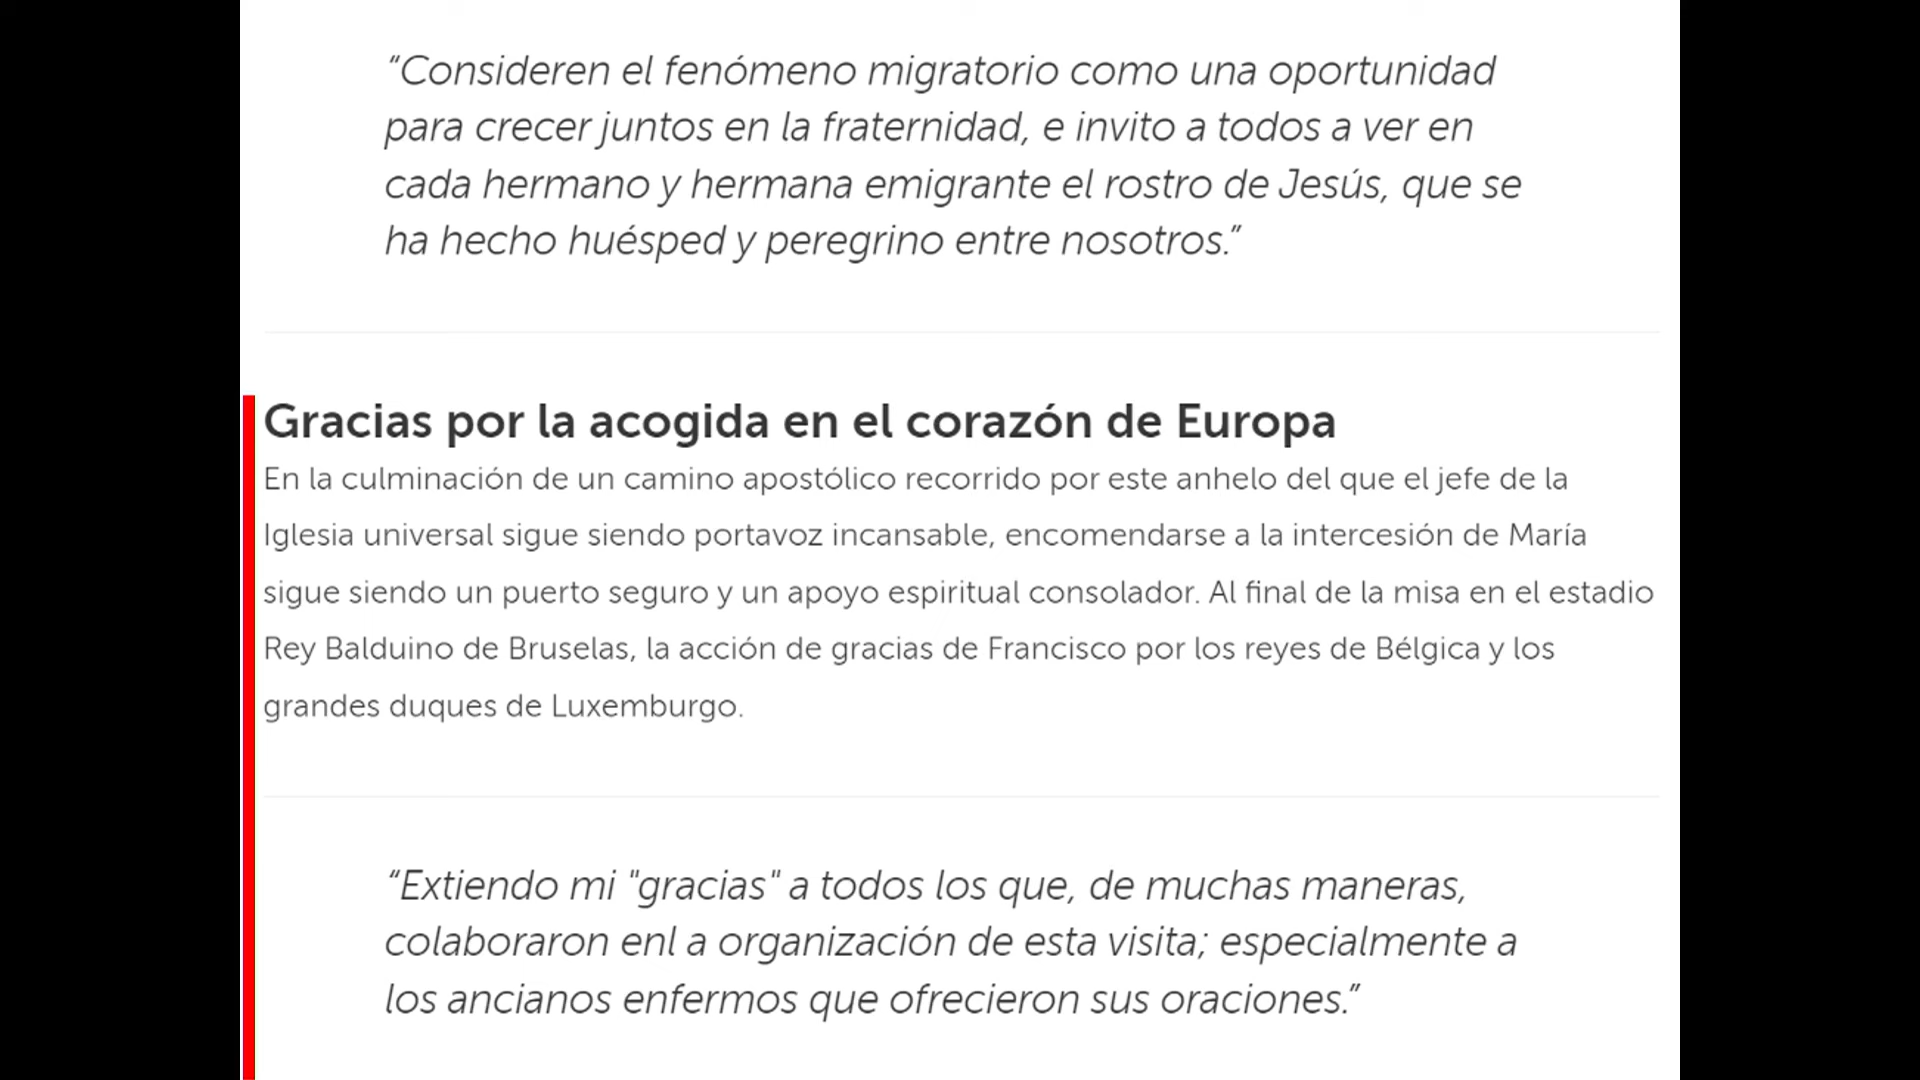 “Consideren el fenómeno migratorio como una oportunidad
para crecer juntos en la fraternidad, e invito a todos a ver en
cada hermano y hermana emigrante el rostro de Jesús, que se
ha hecho huésped y peregrino entre nosotros.”
Gracias por la acogida en el corazón de Europa
En la culminación de un camino apostólico recorrido por este anhelo del que el jefe de la
Iglesia universal sigue siendo portavoz incansable, encomendarse a la intercesión de María
sigue siendo un puerto seguro y un apoyo espiritual consolador. Al final de la misa en el estadio
Rey Balduino de Bruselas, la acción de gracias de Francisco por los reyes de Bélgica y los
grandes duques de Luxemburgo.
“Extiendo mi "gracias" a todos los que, de muchas maneras,
colaboraron enl a organización de esta visita; especialmente a
los ancianos enfermos que ofrecieron sus oraciones.”